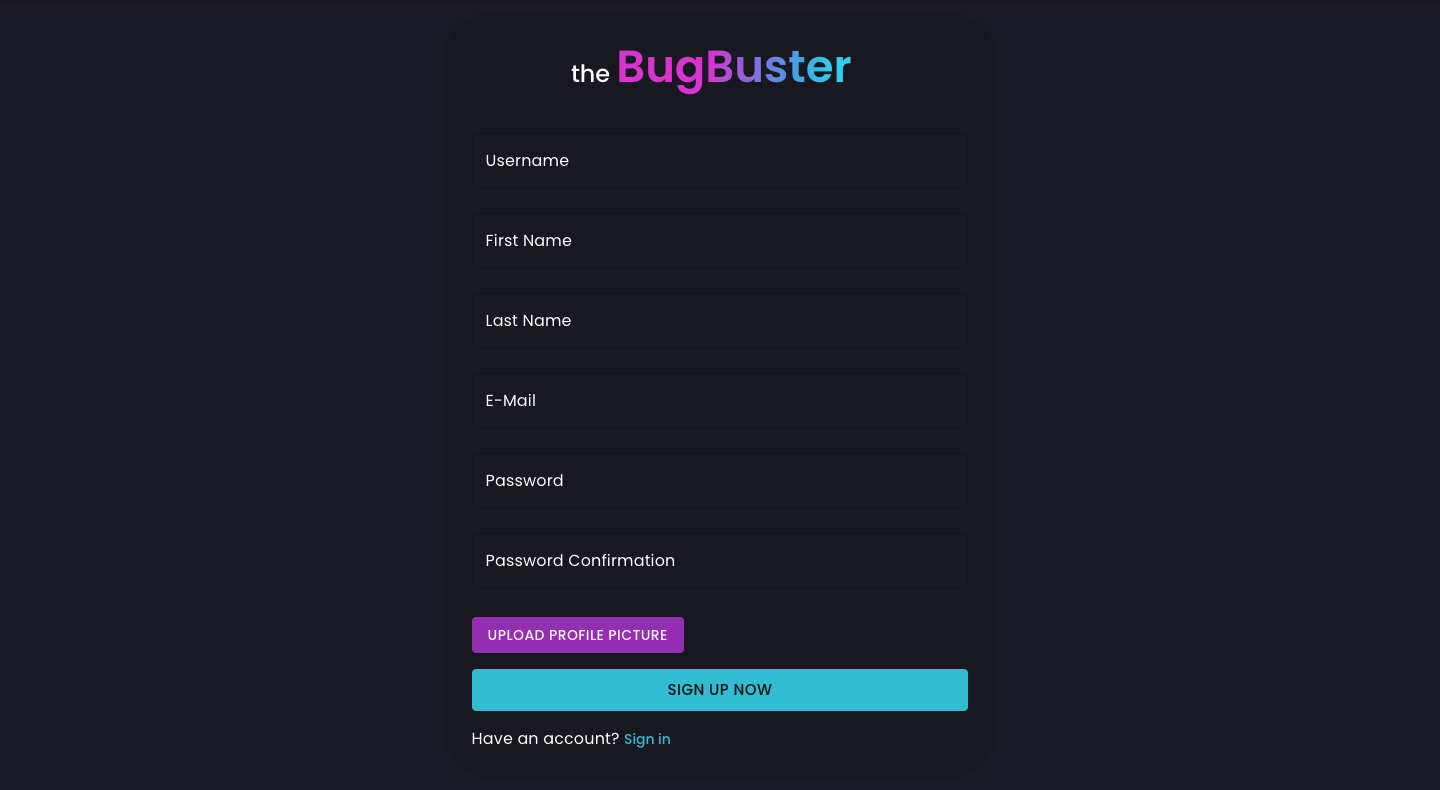 the BugBuster
Username
First Name
Last Name
E-Mail
Password
Password Confirmation
UPLOAD PROFILE PICTURE
SIGN UP NOW
Have an account? Sign in